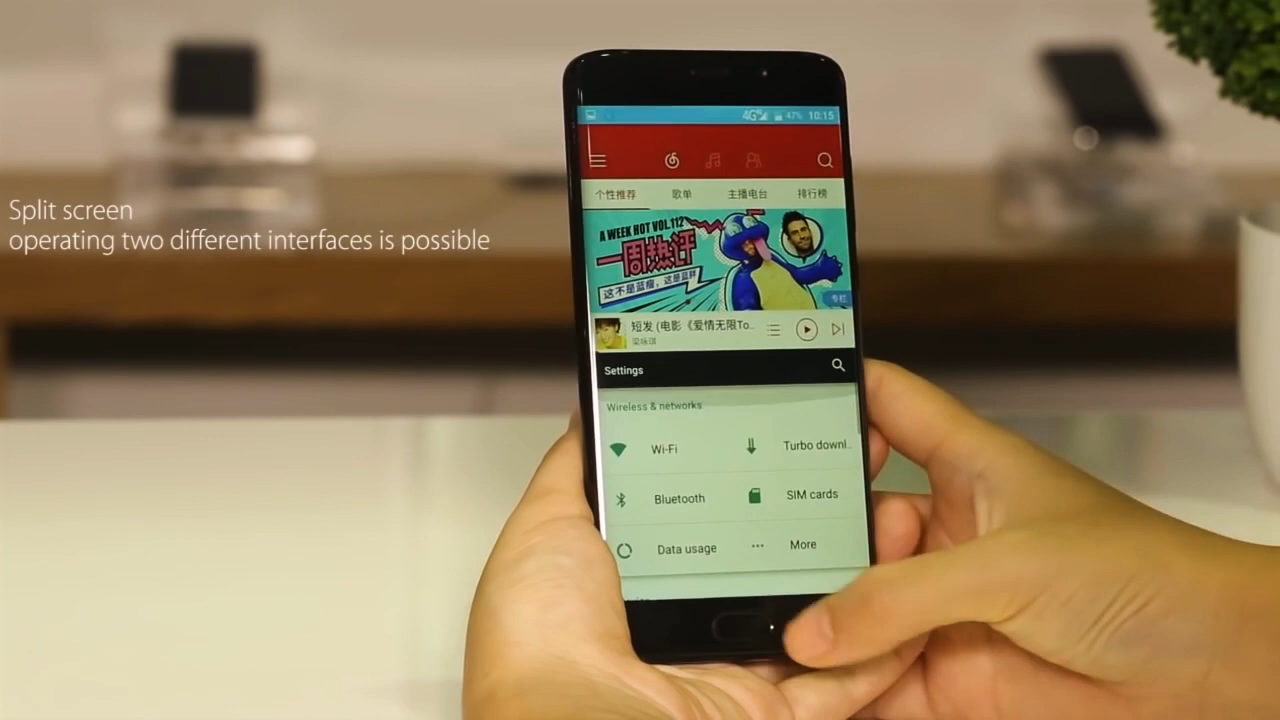 Split screen
operating two different interfaces is possible
4G 47% 10:15
个性推荐 歌单 主播电台 排行榜
A WEEK HOT VOL.112
一周热评
这不是蓝瘦，这是蓝胖
专栏
短发 (电影《爱情无限To...
梁咏琪
Settings
Wireless & networks
Wi-Fi
Turbo downl..
Bluetooth
SIM cards
Data usage
More